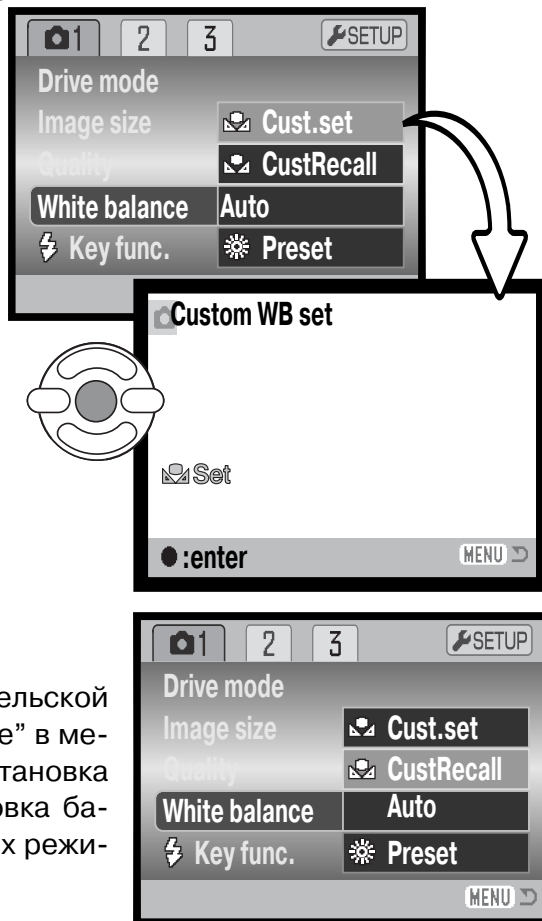 1 2 3 SETUP
Drive mode
Image size Cust.set
Quality CustRecall
White balance Auto
Key func. Preset
Custom WB set
Set
:enter MENU
1 2 3 SETUP
Drive mode
Image size Cust.set
Quality CustRecall
White balance Auto
Key func. Preset
MENU
ельской
е” в ме-
тановка
овка ба-
х режи-